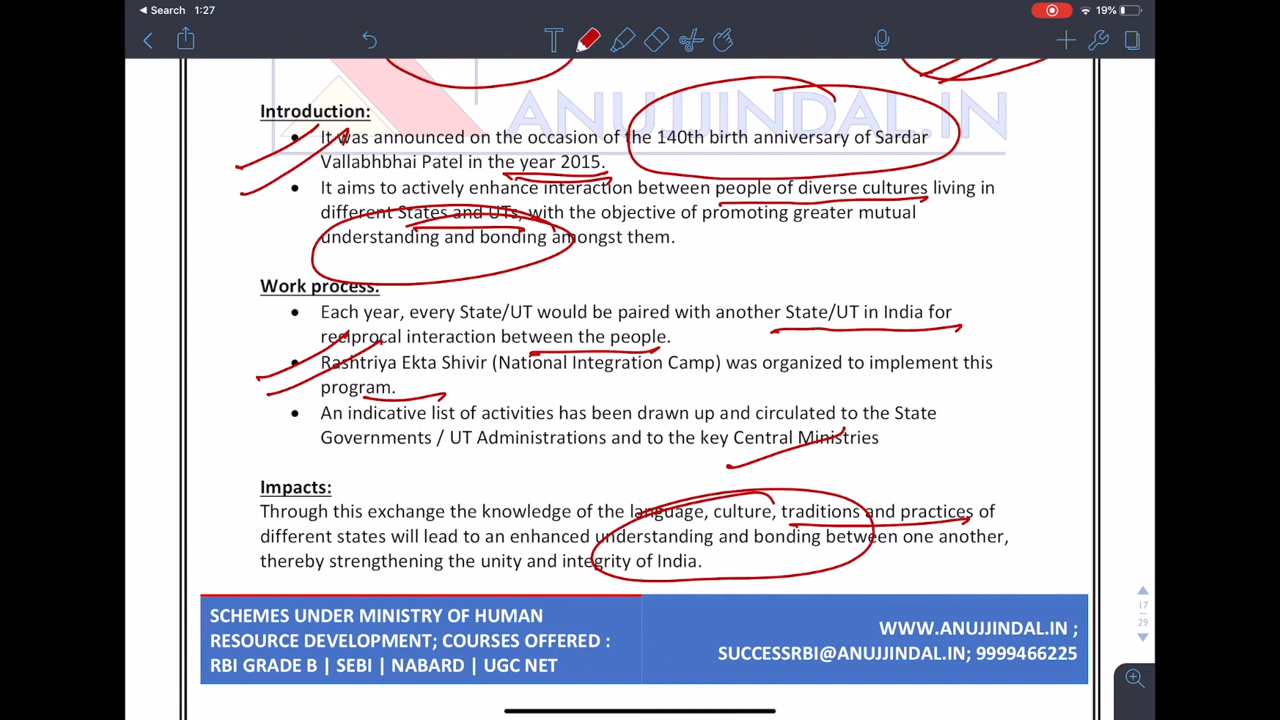 Search 1:27
19%
T
ANUJJINDAL.IN
Introduction:
• It was announced on the occasion of the 140th birth anniversary of Sardar
Vallabhbhai Patel in the year 2015.
• It aims to actively enhance interaction between people of diverse cultures living in
different States and UTs, with the objective of promoting greater mutual
understanding and bonding amongst them.
Work process:
• Each year, every State/UT would be paired with another State/UT in India for
reciprocal interaction between the people.
• Rashtriya Ekta Shivir (National Integration Camp) was organized to implement this
program.
• An indicative list of activities has been drawn up and circulated to the State
Governments / UT Administrations and to the key Central Ministries
Impacts:
Through this exchange the knowledge of the language, culture, traditions and practices of
different states will lead to an enhanced understanding and bonding between one another,
thereby strengthening the unity and integrity of India.
SCHEMES UNDER MINISTRY OF HUMAN
RESOURCE DEVELOPMENT; COURSES OFFERED :
RBI GRADE B | SEBI | NABARD | UGC NET
WWW.ANUJJINDAL.IN ;
SUCCESSRBI@ANUJJINDAL.IN; 9999466225
17
29